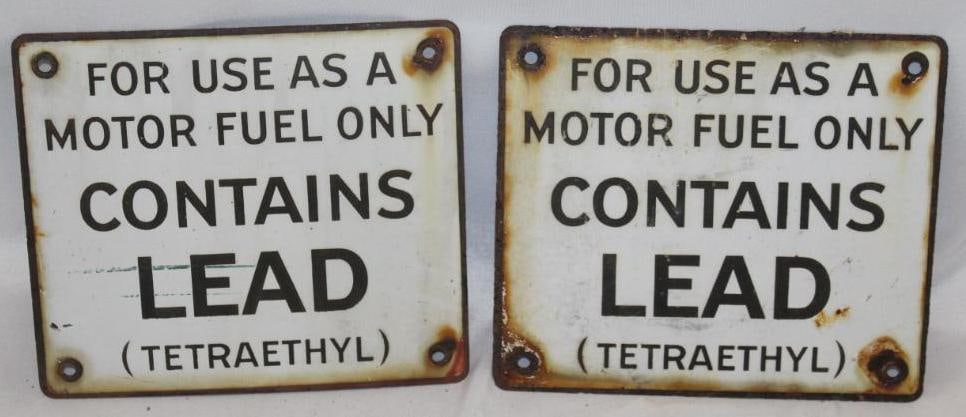 FOR USE AS A
MOTOR FUEL ONLY
CONTAINS
LEAD
(TETRAETHYL)
FOR USE AS A
MOTOR FUEL ONLY
CONTAINS
LEAD
(TETRAETHYL)